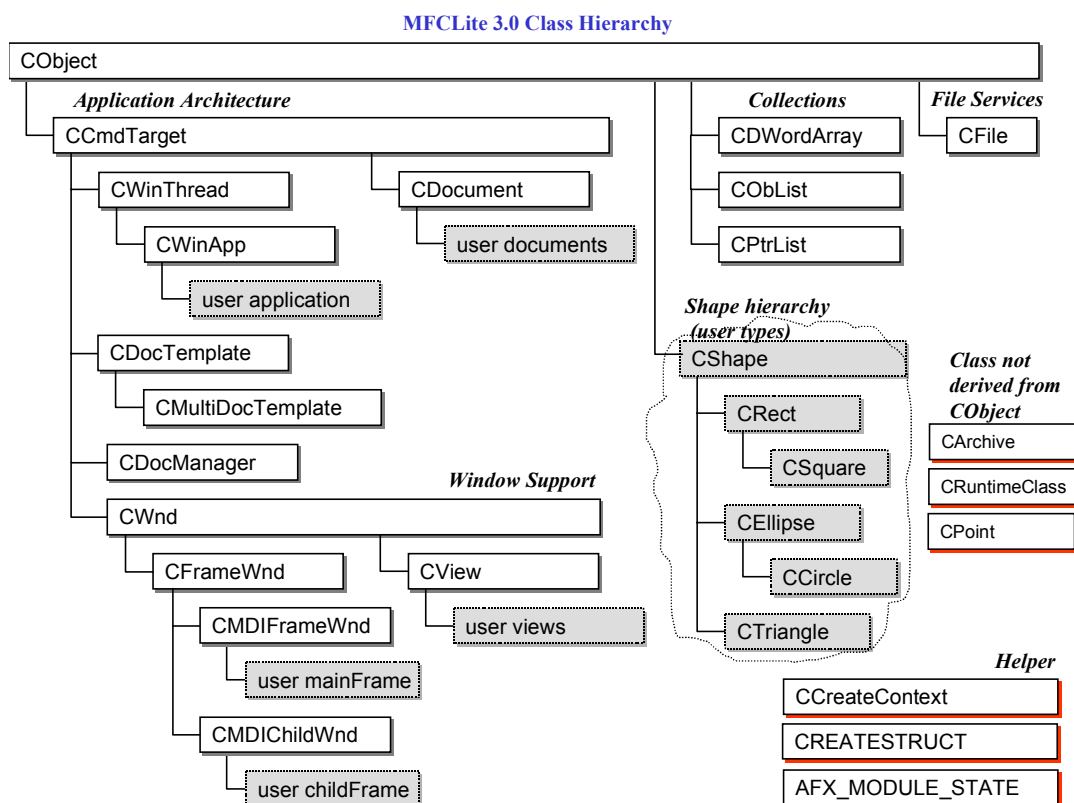 MFCLite 3.0 Class Hierarchy
CObject
Application Architecture
Collections
File Services
CCmdTarget
CDWordArray
CFile
CWinThread
CDocument
CObList
CWinApp
user documents
CPtrList
user application
Shape hierarchy
(user types)
CDocTemplate
CShape
Class not
derived from
CObject
CMultiDocTemplate
CRect
CArchive
CDocManager
CSquare
CRuntimeClass
Window Support
CWnd
CEllipse
CPoint
CFrameWnd
CView
CCircle
CMDIFrameWnd
user views
CTriangle
user mainFrame
Helper
CCreateContext
CMDIChildWnd
CREATESTRUCT
user childFrame
AFX_MODULE_STATE